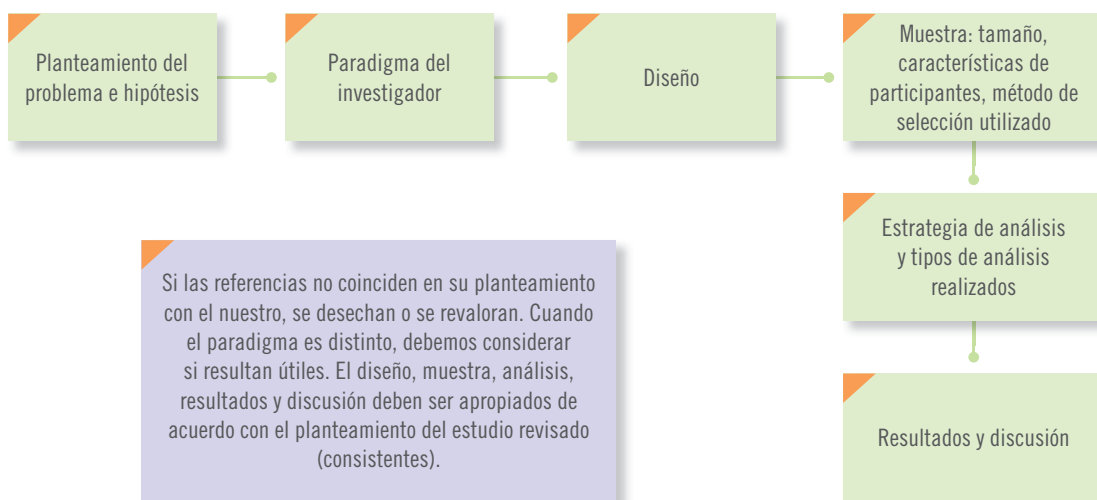 Planteamiento del
problema e hipótesis
Paradigma del
investigador
Diseño
Muestra: tamaño,
características de
participantes, método de
selección utilizado
Estrategia de análisis
y tipos de análisis
realizados
Resultados y discusión
Si las referencias no coinciden en su planteamiento
con el nuestro, se desechan o se revaloran. Cuando
el paradigma es distinto, debemos considerar
si resultan útiles. El diseño, muestra, análisis,
resultados y discusión deben ser apropiados de
acuerdo con el planteamiento del estudio revisado
(consistentes).